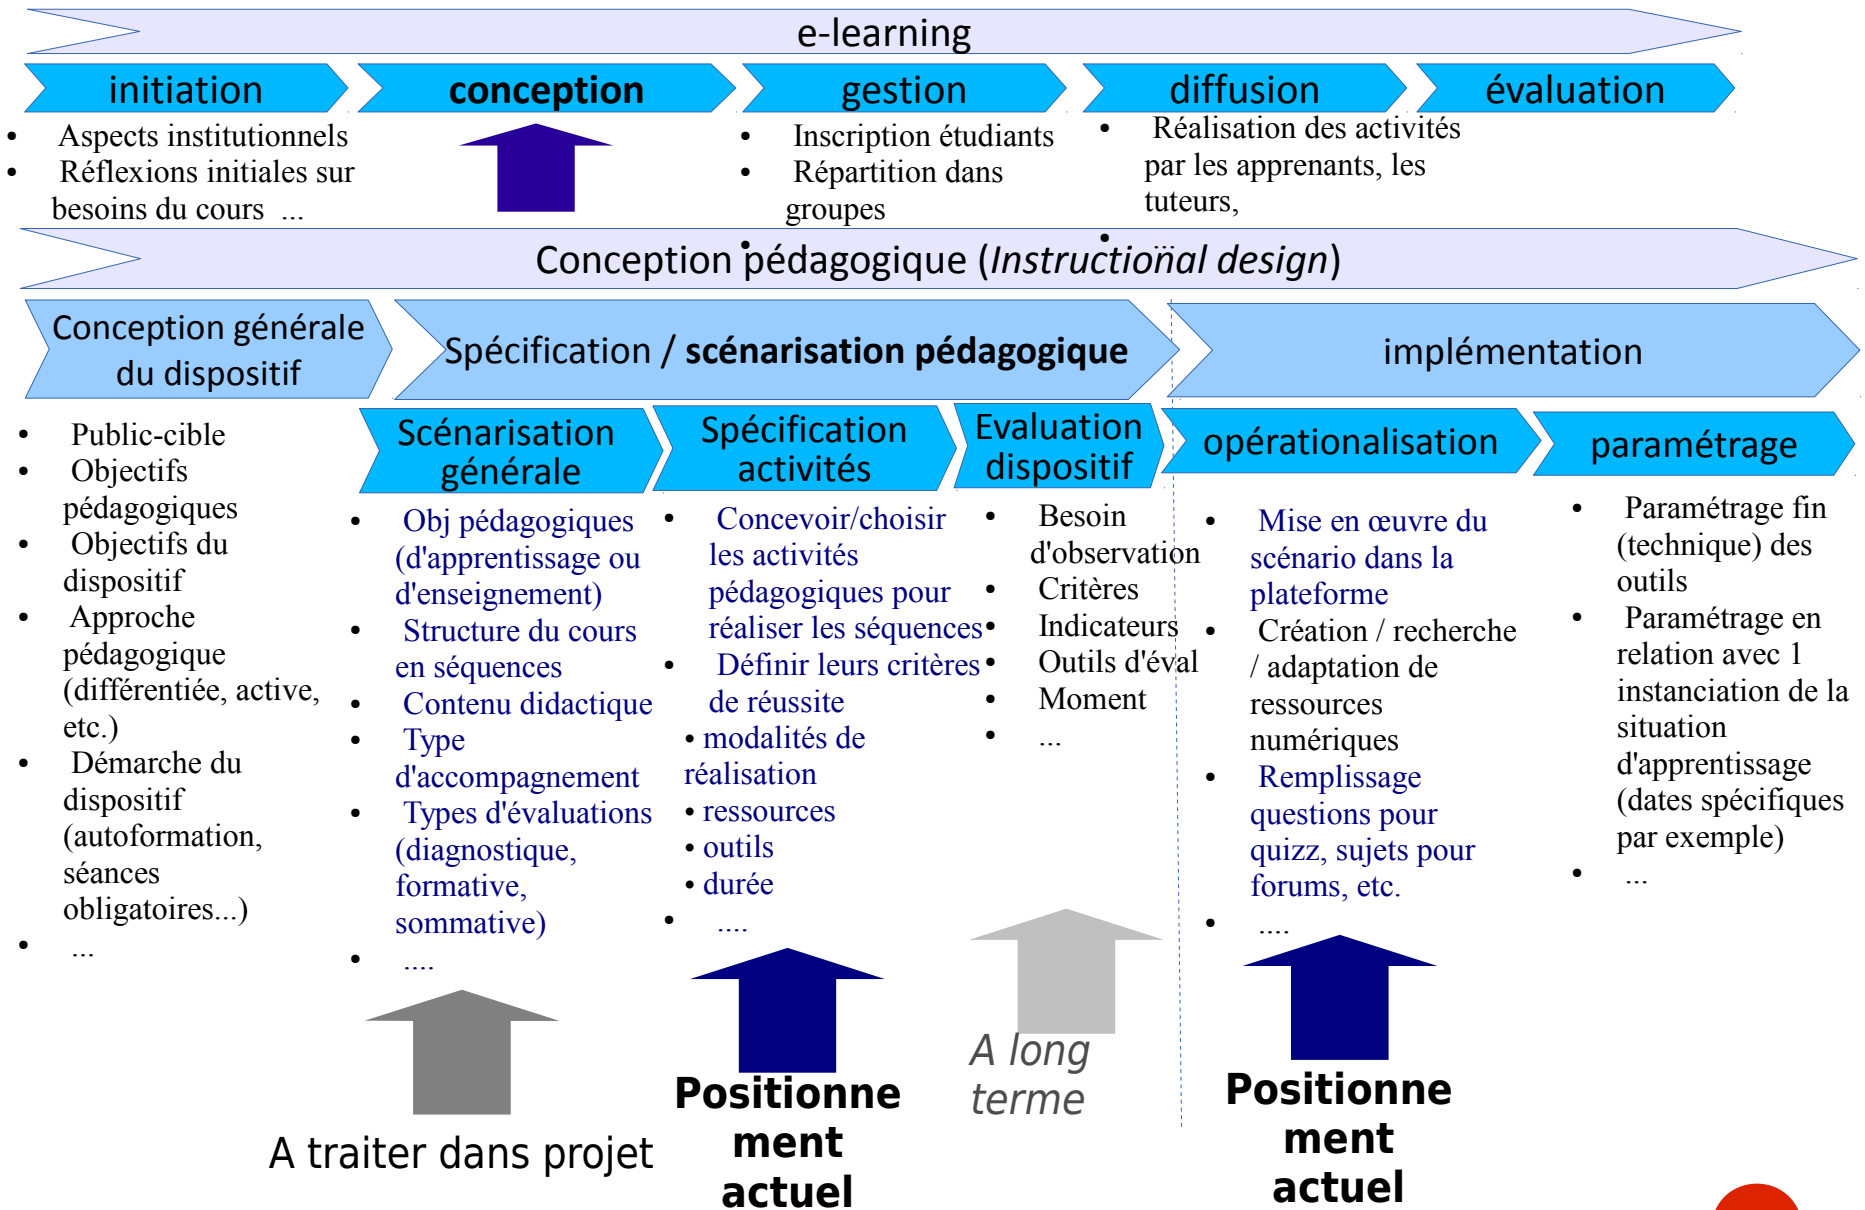 e-learning
initiation
conception
gestion
diffusion
évaluation
• Aspects institutionnels
• Réflexions initiales sur
besoins du cours ...
• Inscription étudiants
• Répartition dans
groupes
•
• Réalisation des activités
par les apprenants, les
tuteurs,
• ...
Conception pédagogique (Instructional design)
Conception générale
du dispositif
Spécification / scénarisation pédagogique
implémentation
• Public-cible
• Objectifs
pédagogiques
• Objectifs du
dispositif
• Approche
pédagogique
(différentiée, active,
etc.)
• Démarche du
dispositif
(autoformation,
séances
obligatoires...)
• ...
Scénarisation
générale
• Obj pédagogiques
(d'apprentissage ou
d'enseignement)
• Structure du cours
en séquences
• Contenu didactique
• Type
d'accompagnement
• Types d'évaluations
(diagnostique,
formative,
sommative)
• ....
Spécification
activités
• Concevoir/choisir
les activités
pédagogiques pour
réaliser les séquences
• Définir leurs critères
de réussite
• modalités de
réalisation
• ressources
• outils
• durée
• ....
Evaluation
dispositif
• Besoin
d'observation
• Critères
• Indicateurs
• Outils d'éval
• Moment
• ...
opérationalisation
• Mise en œuvre du
scénario dans la
plateforme
• Création / recherche
/ adaptation de
ressources
numériques
• Remplissage
questions pour
quizz, sujets pour
forums, etc.
• ....
paramétrage
• Paramétrage fin
(technique) des
outils
• Paramétrage en
relation avec 1
instanciation de la
situation
d'apprentissage
(dates spécifiques
par exemple)
• ...
A traiter dans projet
Positionne
ment
actuel
A long
terme
Positionne
ment
actuel